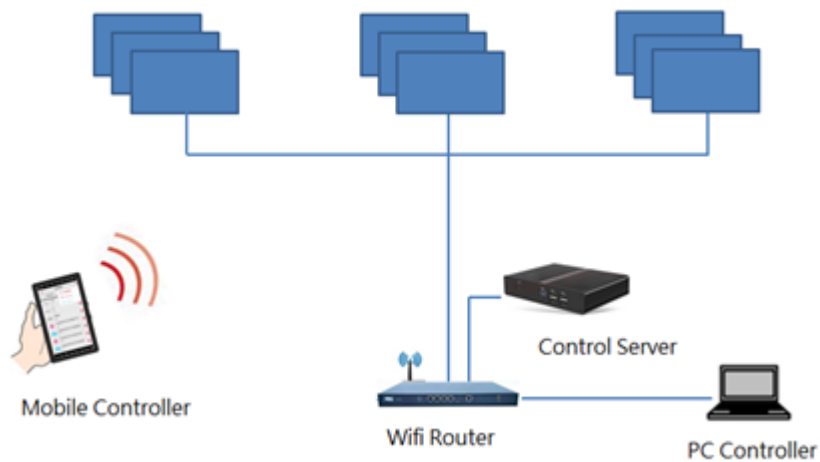 Control Server
Mobile Controller
Wifi Router
PC Controller